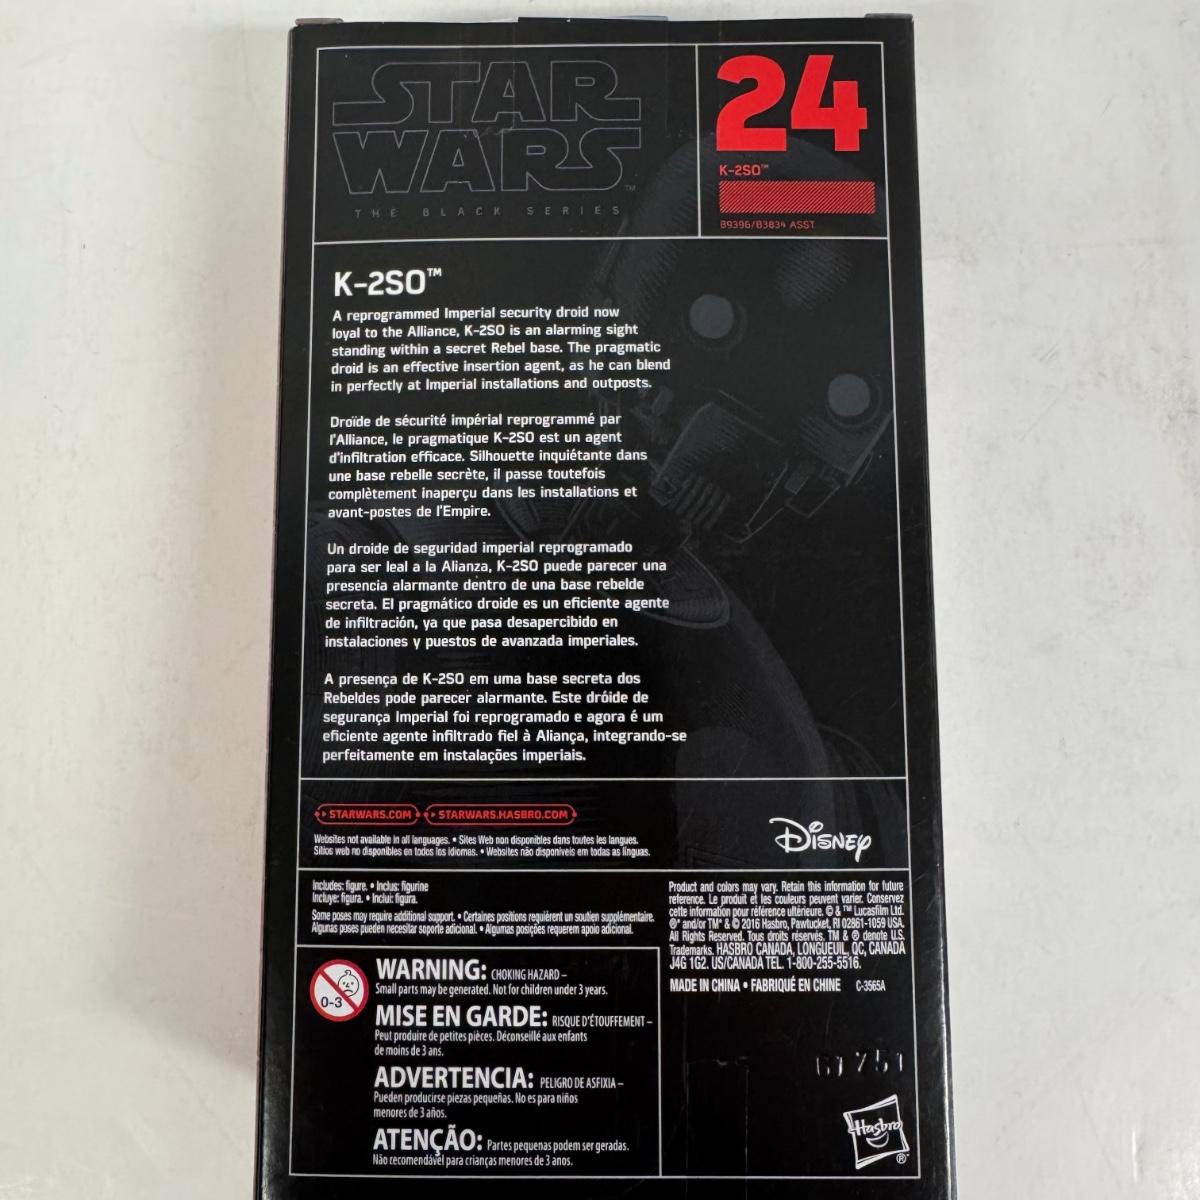 STAR
WARS™
THE BLACK SERIES
24
K-2SO™
B9396/B3834 ASST.
K-2SO™
A reprogrammed Imperial security droid now
loyal to the Alliance, K-2SO is an alarming sight
standing within a secret Rebel base. The pragmatic
droid is an effective insertion agent, as he can blend
in perfectly at Imperial installations and outposts.
Droïde de sécurité impérial reprogrammé par
l'Alliance, le pragmatique K-2SO est un agent
d'infiltration efficace. Silhouette inquiétante dans
une base rebelle secrète, il passe toutefois
complètement inaperçu dans les installations et
avant-postes de l'Empire.
Un droide de seguridad imperial reprogramado
para ser leal a la Alianza, K-2SO puede parecer una
presencia alarmante dentro de una base rebelde
secreta. El pragmático droide es un eficiente agente
de infiltración, ya que pasa desapercibido en
instalaciones y puestos de avanzada imperiales.
A presença de K-2SO em uma base secreta dos
Rebeldes pode parecer alarmante. Este dróide de
segurança Imperial foi reprogramado e agora é um
eficiente agente infiltrado fiel à Aliança, integrando-se
perfeitamente em instalações imperiais.
STARWARS.COM STARWARS.HASBRO.COM
Websites not available in all languages. • Sites Web non disponibles dans toutes les langues.
Sitios web no disponibles en todos los idiomas. • Websites não disponíveis em todas as línguas.
Disney
Includes: figure. • Inclus: figurine
Incluye: figura. • Inclui: figura.
Some poses may require additional support. • Certaines positions requièrent un soutien supplémentaire.
Algunas poses pueden necesitar soporte adicional. • Algumas posições requerem apoio adicional.
Product and colors may vary. Retain this information for future
reference. Le produit et les couleurs peuvent varier. Conservez
cette information pour référence ultérieure. © & ™ Lucasfilm Ltd.
®* and/or TM* & © 2016 Hasbro, Pawtucket, RI 02861-1059 USA.
All Rights Reserved. Tous droits réservés. TM & ® denote U.S.
Trademarks. HASBRO CANADA, LONGUEUIL, QC, CANADA
J4G 1G2. US/CANADA TEL. 1-800-255-5516.
MADE IN CHINA • FABRIQUÉ EN CHINE C-3565A
0-3
WARNING: CHOKING HAZARD –
Small parts may be generated. Not for children under 3 years.
MISE EN GARDE: RISQUE D'ÉTOUFFEMENT –
Peut produire de petites pièces. Déconseillé aux enfants
de moins de 3 ans.
ADVERTENCIA: PELIGRO DE ASFIXIA –
Pueden producirse piezas pequeñas. No es para niños
menores de 3 años.
ATENÇÃO: Partes pequenas podem ser geradas.
Não recomendável para crianças menores de 3 anos.
Hasbro®